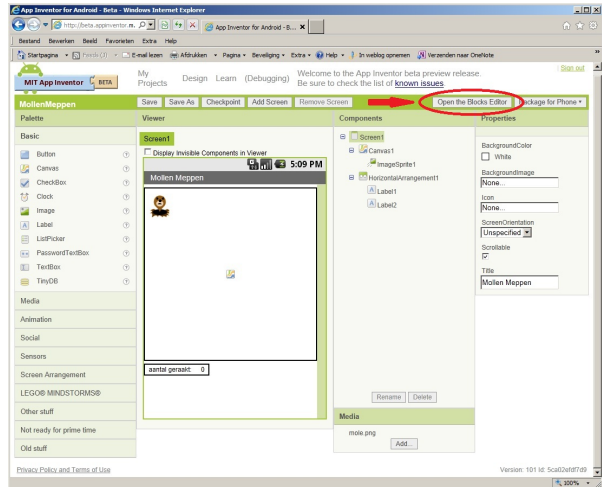 App Inventor for Android - Beta - Windows Internet Explorer
http://beta.appinventor.m.
App Inventor for Android - B...
Bestand Bewerken Beeld Favorieten Extra Help
Startpagina Feeds (J) E-mail lezen Afdrukken Pagina Beveiliging Extra Help In weblog opnemen Verzenden naar OneNote
Sign out
MIT App Inventor BETA
My Projects Design Learn (Debugging)
Welcome to the App Inventor beta preview release.
Be sure to check the list of known issues.
MollenMeppen
Save Save As Checkpoint Add Screen Remove Screen
Open the Blocks Editor
Package for Phone
Palette
Basic
Button
Canvas
CheckBox
Clock
Image
Label
ListPicker
PasswordTextBox
TextBox
TinyDB
Media
Animation
Social
Sensors
Screen Arrangement
LEGO® MINDSTORMS®
Other stuff
Not ready for prime time
Old stuff
Viewer
Screen1
Display Invisible Components in Viewer
5:09 PM
Mollen Meppen
aantal geraakt: 0
Components
Screen1
Canvas1
ImageSprite1
HorizontalArrangement1
Label1
Label2
Rename Delete
Media
mole.png
Add...
Properties
BackgroundColor
White
BackgroundImage
None...
Icon
None...
ScreenOrientation
Unspecified
Scrollable
Title
Mollen Meppen
Privacy Policy and Terms of Use
Version: 101 Id: 5ca02efdf7d9
100%